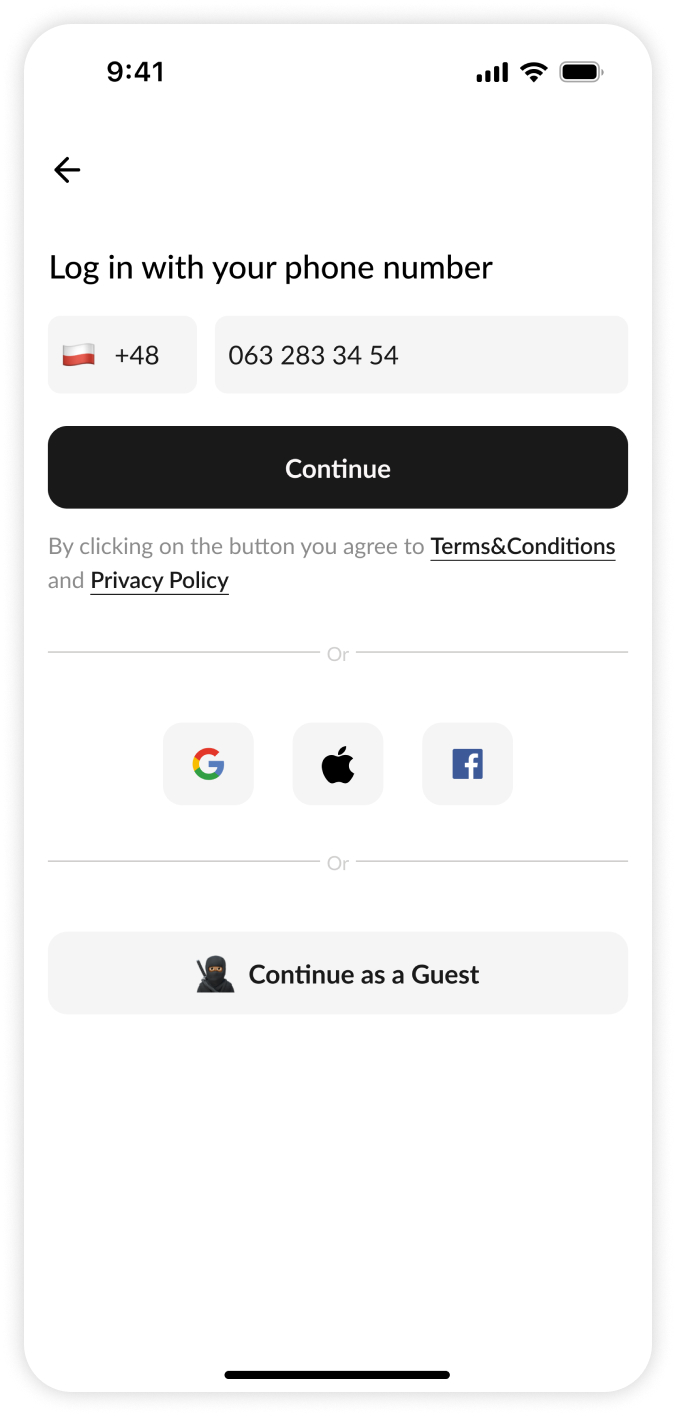 9:41
Log in with your phone number
+48 063 283 34 54
Continue
By clicking on the button you agree to Terms&Conditions
and Privacy Policy
Or
Or
Continue as a Guest